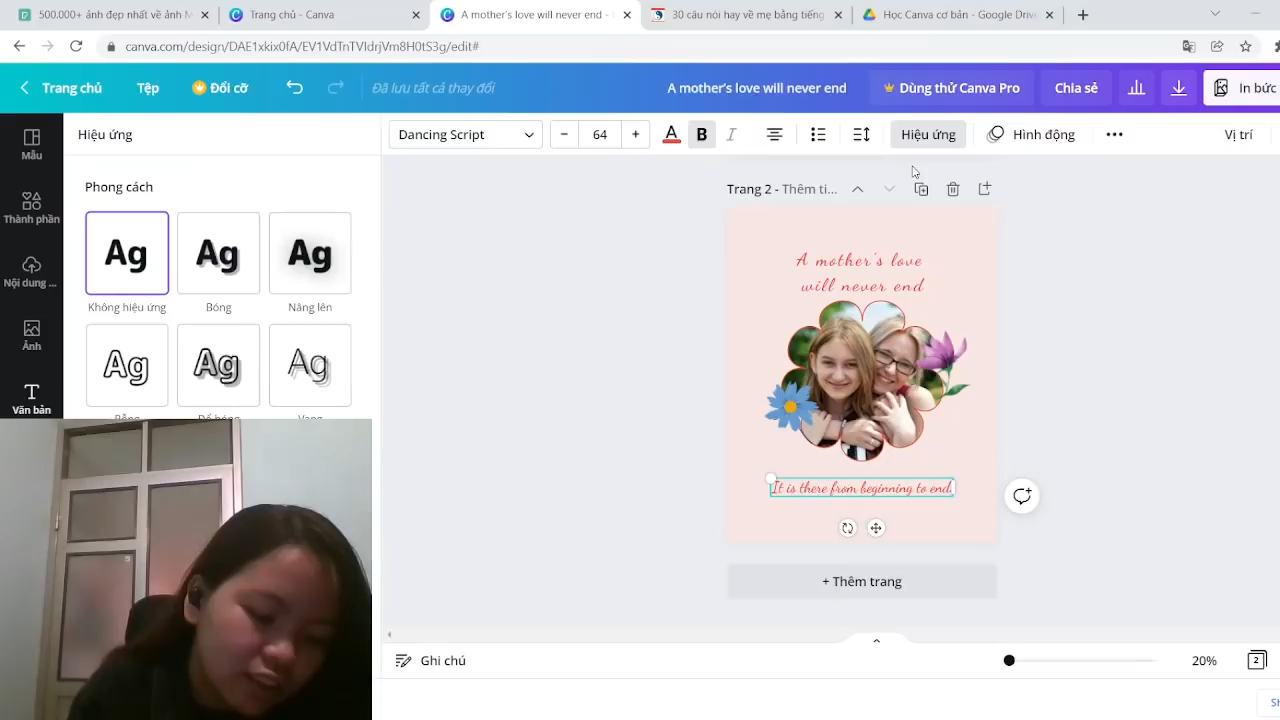 500.000+ ảnh đẹp nhất về ảnh M
Trang chủ - Canva
A mother's love will never end -
30 câu nói hay về mẹ bằng tiếng
Học Canva cơ bản - Google Drive
canva.com/design/DAE1xkix0fA/EV1VdTnTVIdrjVm8H0tS3g/edit#
Trang chủ
Tệp
Đổi cỡ
Đã lưu tất cả thay đổi
A mother's love will never end
Dùng thử Canva Pro
Chia sẻ
In bức
Mẫu
Thành phần
Nội dung ...
Ảnh
Văn bản
Hiệu ứng
Dancing Script
64
A
B
I
Hiệu ứng
Hình động
Vị trí
Phong cách
Ag
Ag
Ag
Không hiệu ứng
Bóng
Nâng lên
Ag
Ag
Ag
Rỗng
Đổ bóng
Vang
Trang 2 - Thêm ti...
A mother's love
will never end
It is there from beginning to end.
+ Thêm trang
Ghi chú
20%
2